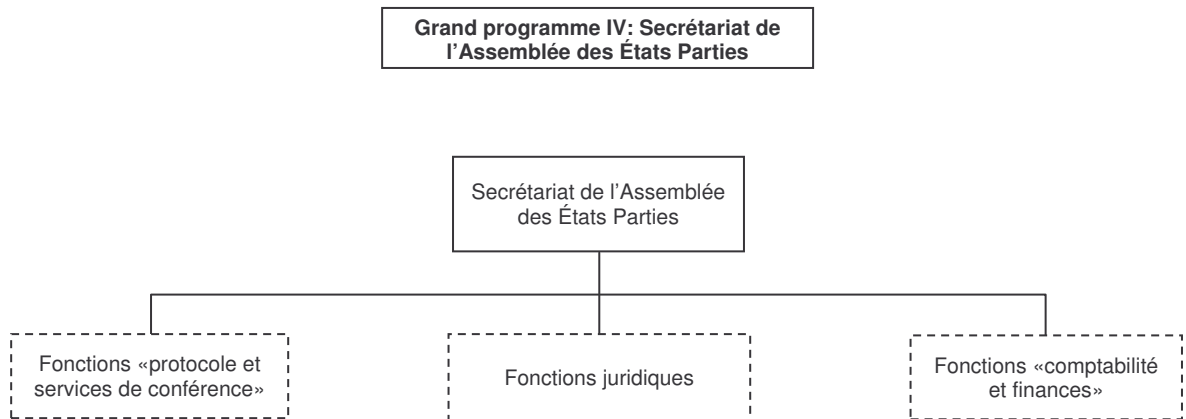 Grand programme IV: Secrétariat de
l’Assemblée des États Parties
Secrétariat de l’Assemblée
des États Parties
Fonctions «protocole et
services de conférence»
Fonctions juridiques
Fonctions «comptabilité
et finances»